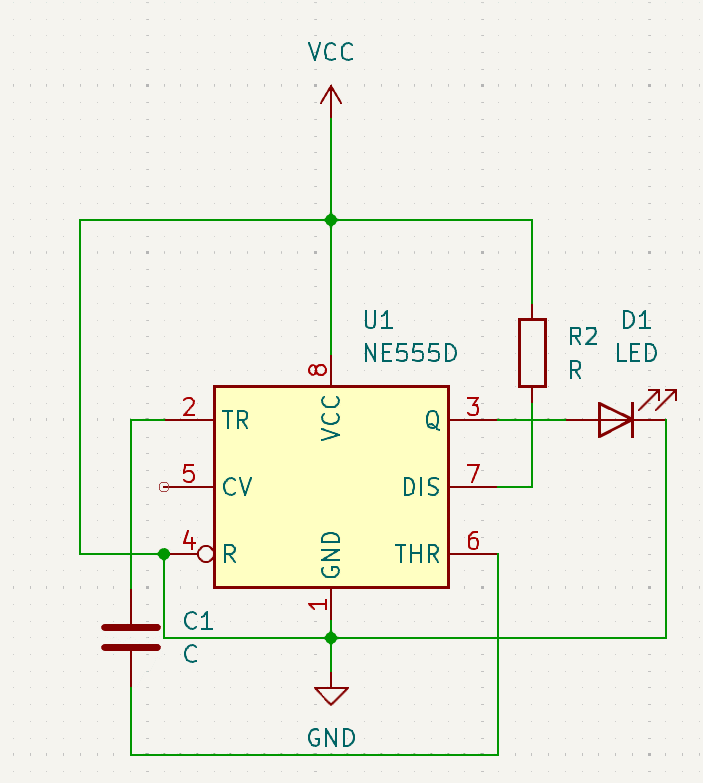 VCC
U1
NE555D
R2
R
D1
LED
8
2
TR
VCC
Q
3
5
CV
DIS
7
4
R
GND
THR
6
1
C1
C
GND